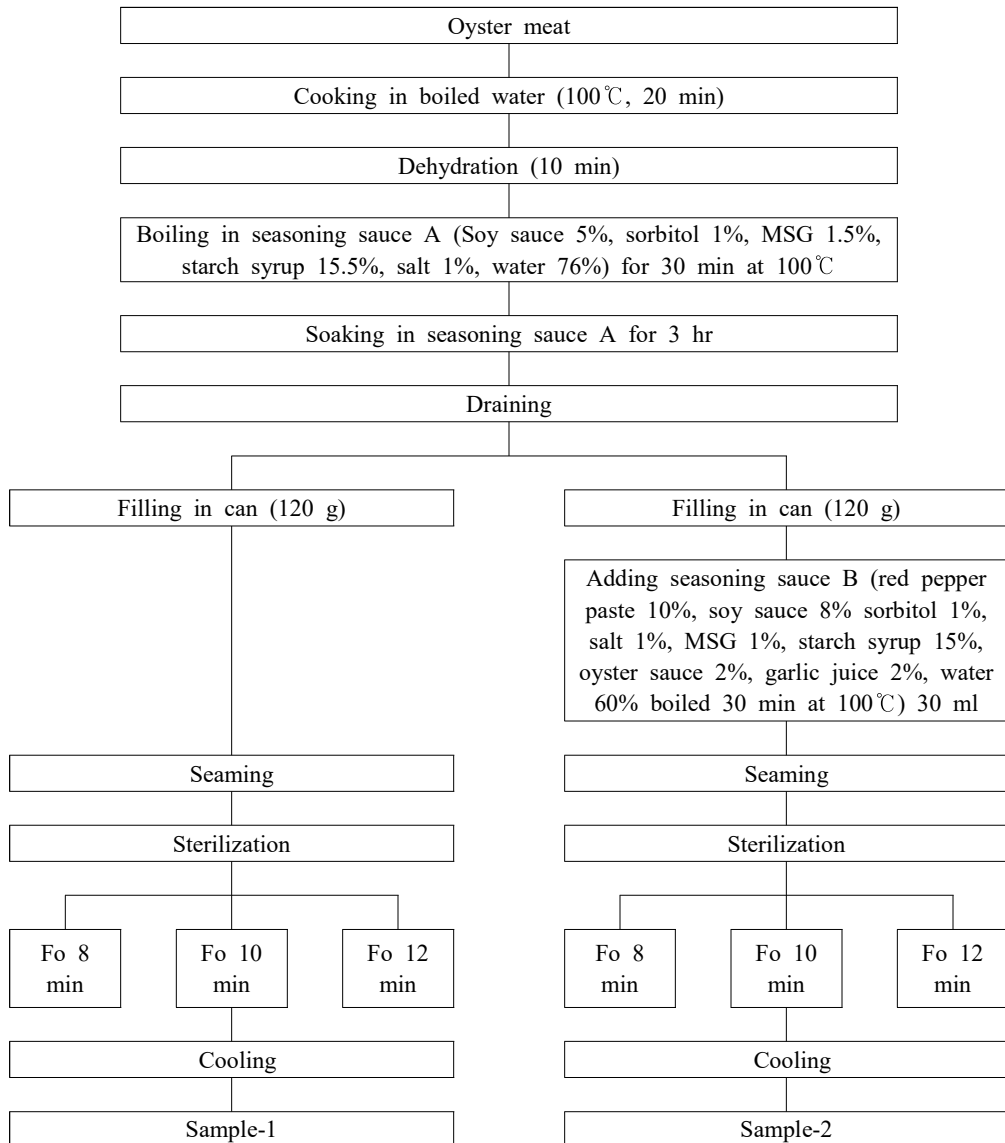 Oyster meat
Cooking in boiled water (100℃, 20 min)
Dehydration (10 min)
Boiling in seasoning sauce A (Soy sauce 5%, sorbitol 1%, MSG 1.5%,
starch syrup 15.5%, salt 1%, water 76%) for 30 min at 100℃
Soaking in seasoning sauce A for 3 hr
Draining
Filling in can (120 g)
Filling in can (120 g)
Adding seasoning sauce B (red pepper
paste 10%, soy sauce 8% sorbitol 1%,
salt 1%, MSG 1%, starch syrup 15%,
oyster sauce 2%, garlic juice 2%, water
60% boiled 30 min at 100℃) 30 ml
Seaming
Seaming
Sterilization
Sterilization
Fo 8
min
Fo 10
min
Fo 12
min
Fo 8
min
Fo 10
min
Fo 12
min
Cooling
Cooling
Sample-1
Sample-2